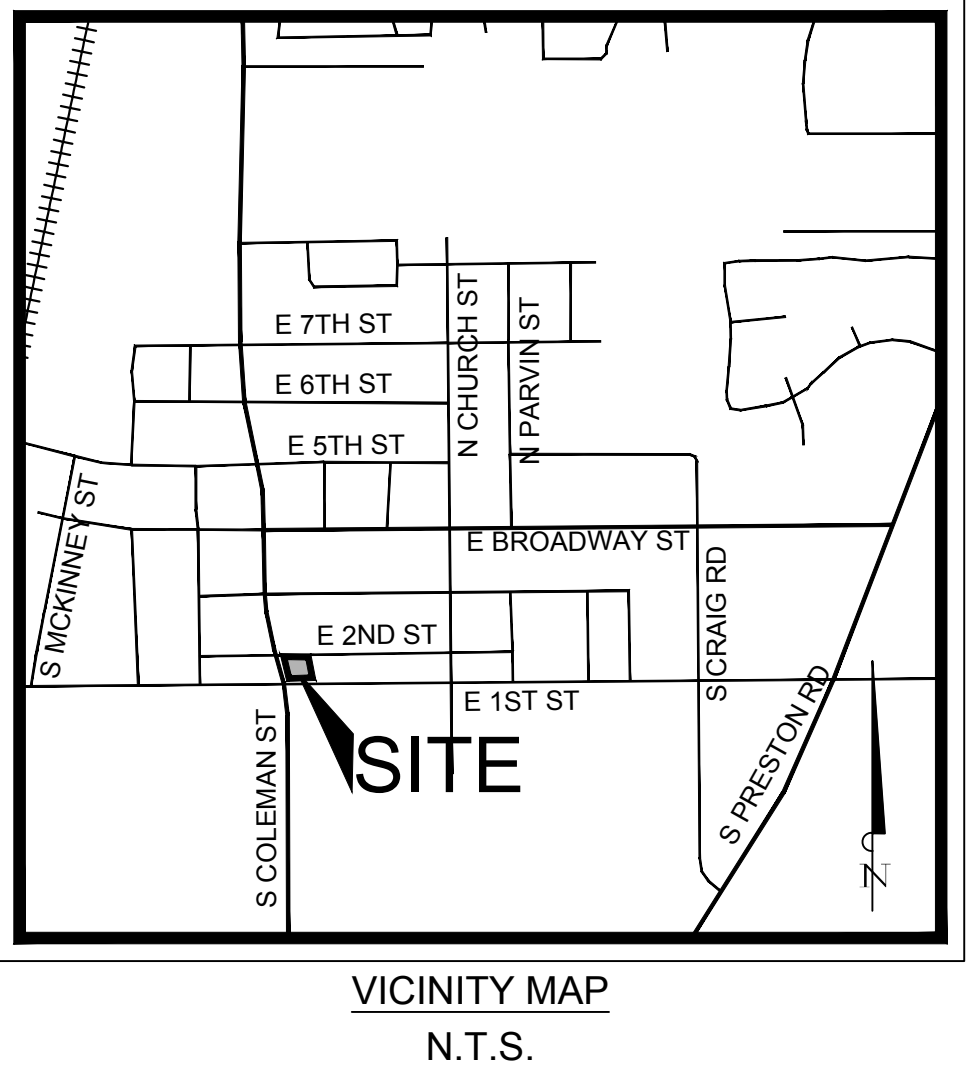 E 7TH ST
N CHURCH ST
N PARVIN ST
E 6TH ST
E 5TH ST
S MCKINNEY ST
E BROADWAY ST
S CRAIG RD
E 2ND ST
E 1ST ST
S PRESTON RD
S COLEMAN ST
SITE
N
VICINITY MAP
N.T.S.